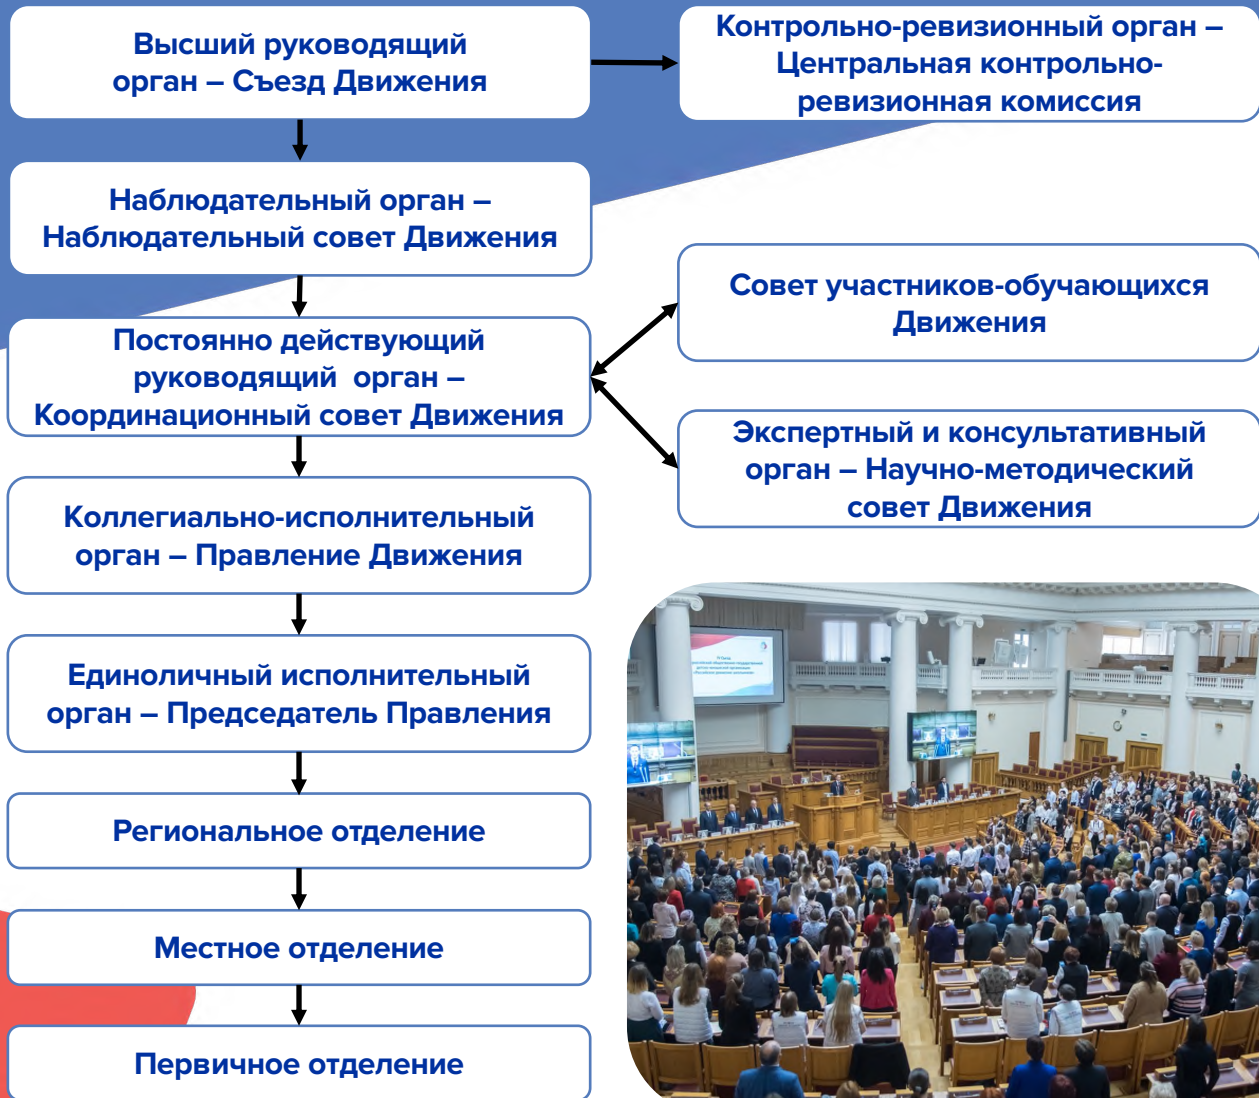 Высший руководящий
орган – Съезд Движения
Контрольно-ревизионный орган –
Центральная контрольно-
ревизионная комиссия
Наблюдательный орган –
Наблюдательный совет Движения
Постоянно действующий
руководящий орган –
Координационный совет Движения
Совет участников-обучающихся
Движения
Экспертный и консультативный
орган – Научно-методический
совет Движения
Коллегиально-исполнительный
орган – Правление Движения
Единоличный исполнительный
орган – Председатель Правления
Региональное отделение
Местное отделение
Первичное отделение